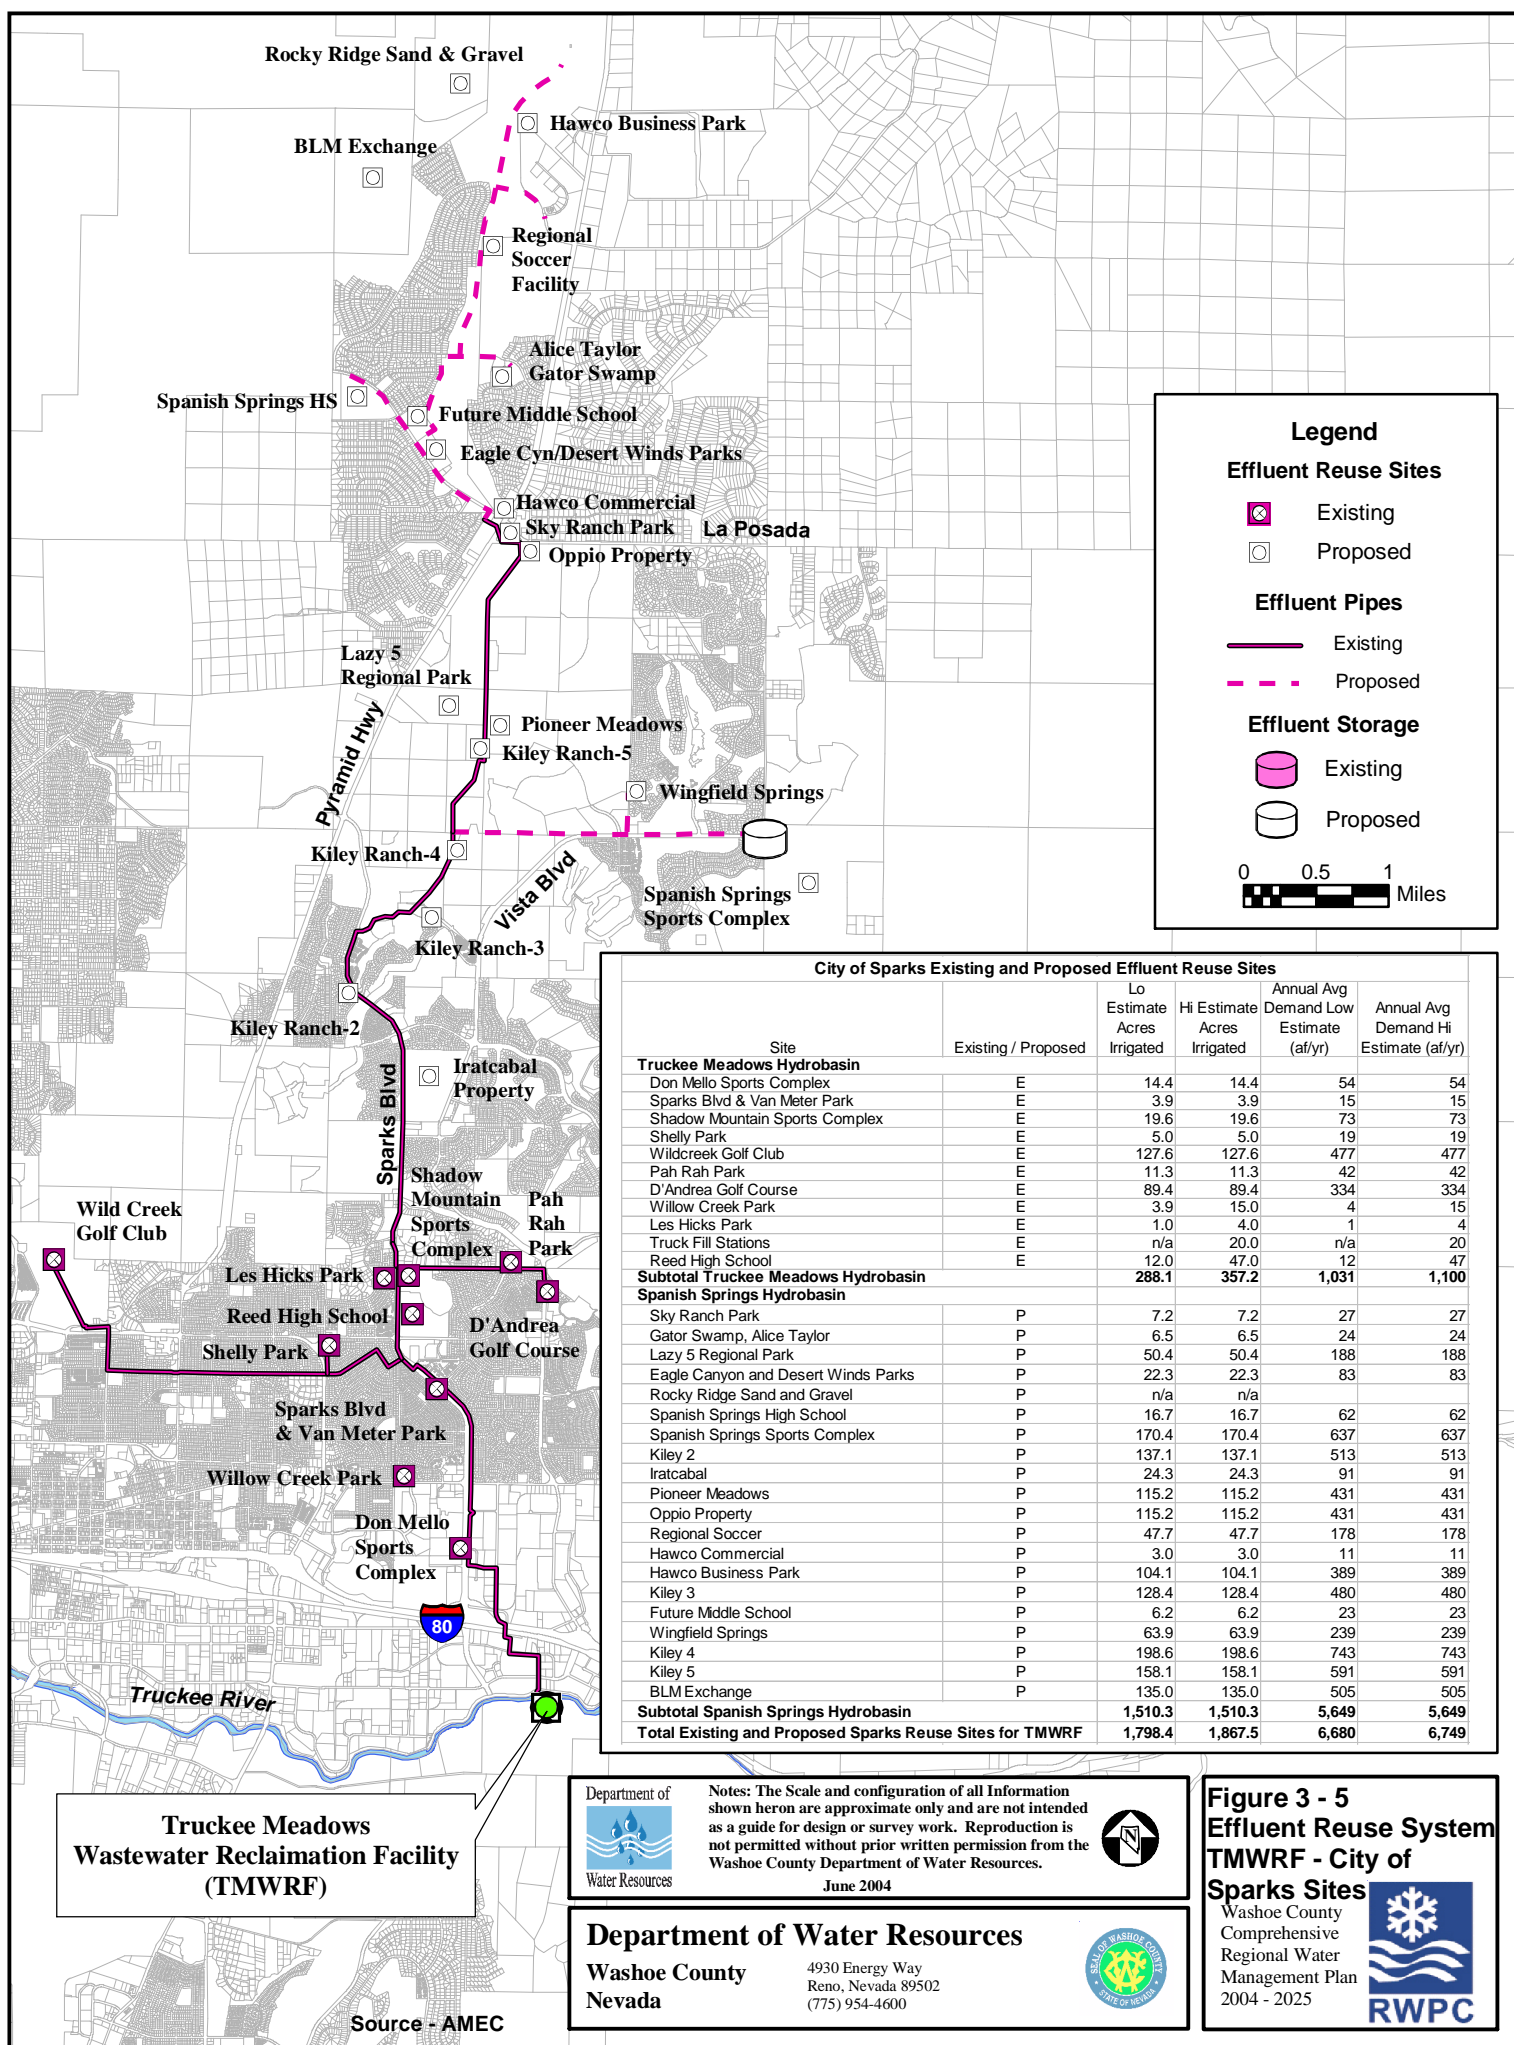 Rocky Ridge Sand & Gravel
Hawco Business Park
BLM Exchange
Regional
Soccer
Facility
Alice Taylor
Gator Swamp
Spanish Springs HS
Future Middle School
Eagle Cyn/Desert Winds Parks
Hawco Commercial
Sky Ranch Park
La Posada
Oppio Property
Lazy 5
Regional Park
Pyramid Hwy
Pioneer Meadows
Kiley Ranch-5
Wingfield Springs
Kiley Ranch-4
Vista Blvd
Spanish Springs
Sports Complex
Kiley Ranch-3
Kiley Ranch-2
Iratcabal
Property
Sparks Blvd
Shadow
Mountain
Sports
Complex
Pah
Rah
Park
Wild Creek
Golf Club
Les Hicks Park
Reed High School
D'Andrea
Golf Course
Shelly Park
Sparks Blvd
& Van Meter Park
Willow Creek Park
Don Mello
Sports
Complex
80
Truckee River
Truckee Meadows
Wastewater Reclaimation Facility
(TMWRF)
Source - AMEC
Legend
Effluent Reuse Sites
Existing
Proposed
Effluent Pipes
Existing
Proposed
Effluent Storage
Existing
Proposed
0 0.5 1
Miles
City of Sparks Existing and Proposed Effluent Reuse Sites
Site Existing / Proposed Lo Estimate Acres Irrigated Hi Estimate Acres Irrigated Annual Avg Demand Low Estimate (af/yr) Annual Avg Demand Hi Estimate (af/yr)
Truckee Meadows Hydrobasin
Don Mello Sports Complex E 14.4 14.4 54 54
Sparks Blvd & Van Meter Park E 3.9 3.9 15 15
Shadow Mountain Sports Complex E 19.6 19.6 73 73
Shelly Park E 5.0 5.0 19 19
Wildcreek Golf Club E 127.6 127.6 477 477
Pah Rah Park E 11.3 11.3 42 42
D'Andrea Golf Course E 89.4 89.4 334 334
Willow Creek Park E 3.9 15.0 4 15
Les Hicks Park E 1.0 4.0 1 4
Truck Fill Stations E n/a 20.0 n/a 20
Reed High School E 12.0 47.0 12 47
Subtotal Truckee Meadows Hydrobasin 288.1 357.2 1,031 1,100
Spanish Springs Hydrobasin
Sky Ranch Park P 7.2 7.2 27 27
Gator Swamp, Alice Taylor P 6.5 6.5 24 24
Lazy 5 Regional Park P 50.4 50.4 188 188
Eagle Canyon and Desert Winds Parks P 22.3 22.3 83 83
Rocky Ridge Sand and Gravel P n/a n/a
Spanish Springs High School P 16.7 16.7 62 62
Spanish Springs Sports Complex P 170.4 170.4 637 637
Kiley 2 P 137.1 137.1 513 513
Iratcabal P 24.3 24.3 91 91
Pioneer Meadows P 115.2 115.2 431 431
Oppio Property P 115.2 115.2 431 431
Regional Soccer P 47.7 47.7 178 178
Hawco Commercial P 3.0 3.0 11 11
Hawco Business Park P 104.1 104.1 389 389
Kiley 3 P 128.4 128.4 480 480
Future Middle School P 6.2 6.2 23 23
Wingfield Springs P 63.9 63.9 239 239
Kiley 4 P 198.6 198.6 743 743
Kiley 5 P 158.1 158.1 591 591
BLM Exchange P 135.0 135.0 505 505
Subtotal Spanish Springs Hydrobasin 1,510.3 1,510.3 5,649 5,649
Total Existing and Proposed Sparks Reuse Sites for TMWRF 1,798.4 1,867.5 6,680 6,749
Department of
Water Resources
Notes: The Scale and configuration of all Information
shown heron are approximate only and are not intended
as a guide for design or survey work. Reproduction is
not permitted without prior written permission from the
Washoe County Department of Water Resources.
June 2004
N
Department of Water Resources
Washoe County
Nevada
4930 Energy Way
Reno, Nevada 89502
(775) 954-4600
SEAL OF WASHOE COUNTY
STATE OF NEVADA
Figure 3 - 5
Effluent Reuse System
TMWRF - City of
Sparks Sites
Washoe County
Comprehensive
Regional Water
Management Plan
2004 - 2025
RWPC